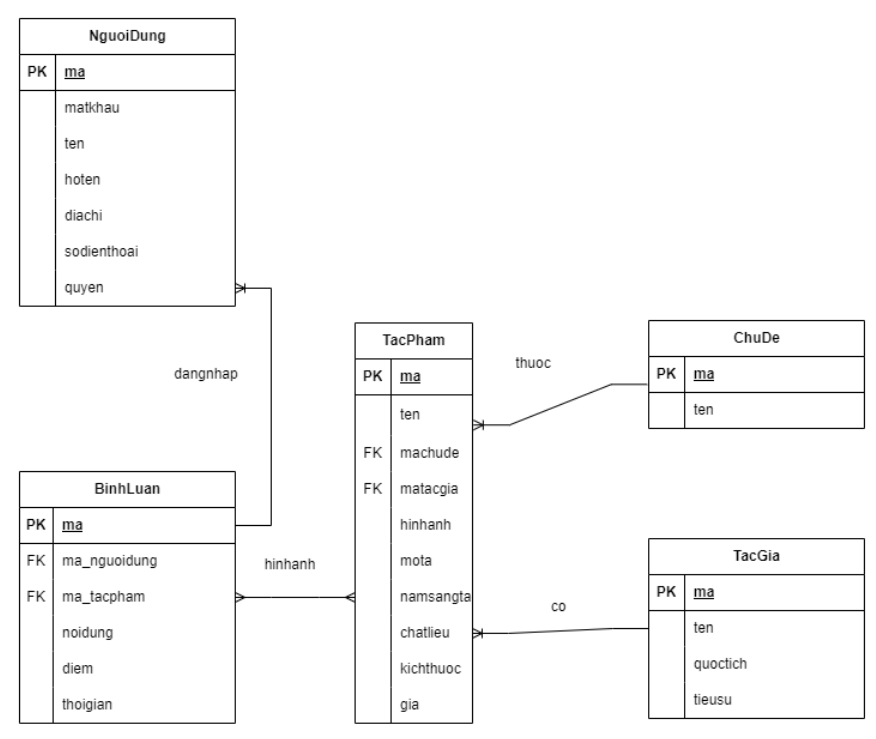 NguoiDung
PK ma
matkhau
ten
hoten
diachi
sodienthoai
quyen
dangnhap
BinhLuan
PK ma
FK ma_nguoidung
FK ma_tacpham
noidung
diem
thoigian
hinhanh
TacPham
PK ma
ten
FK machude
FK matacgia
hinhanh
mota
namsangta
chatlieu
kichthuoc
gia
thuoc
ChuDe
PK ma
ten
co
TacGia
PK ma
ten
quoctich
tieusu